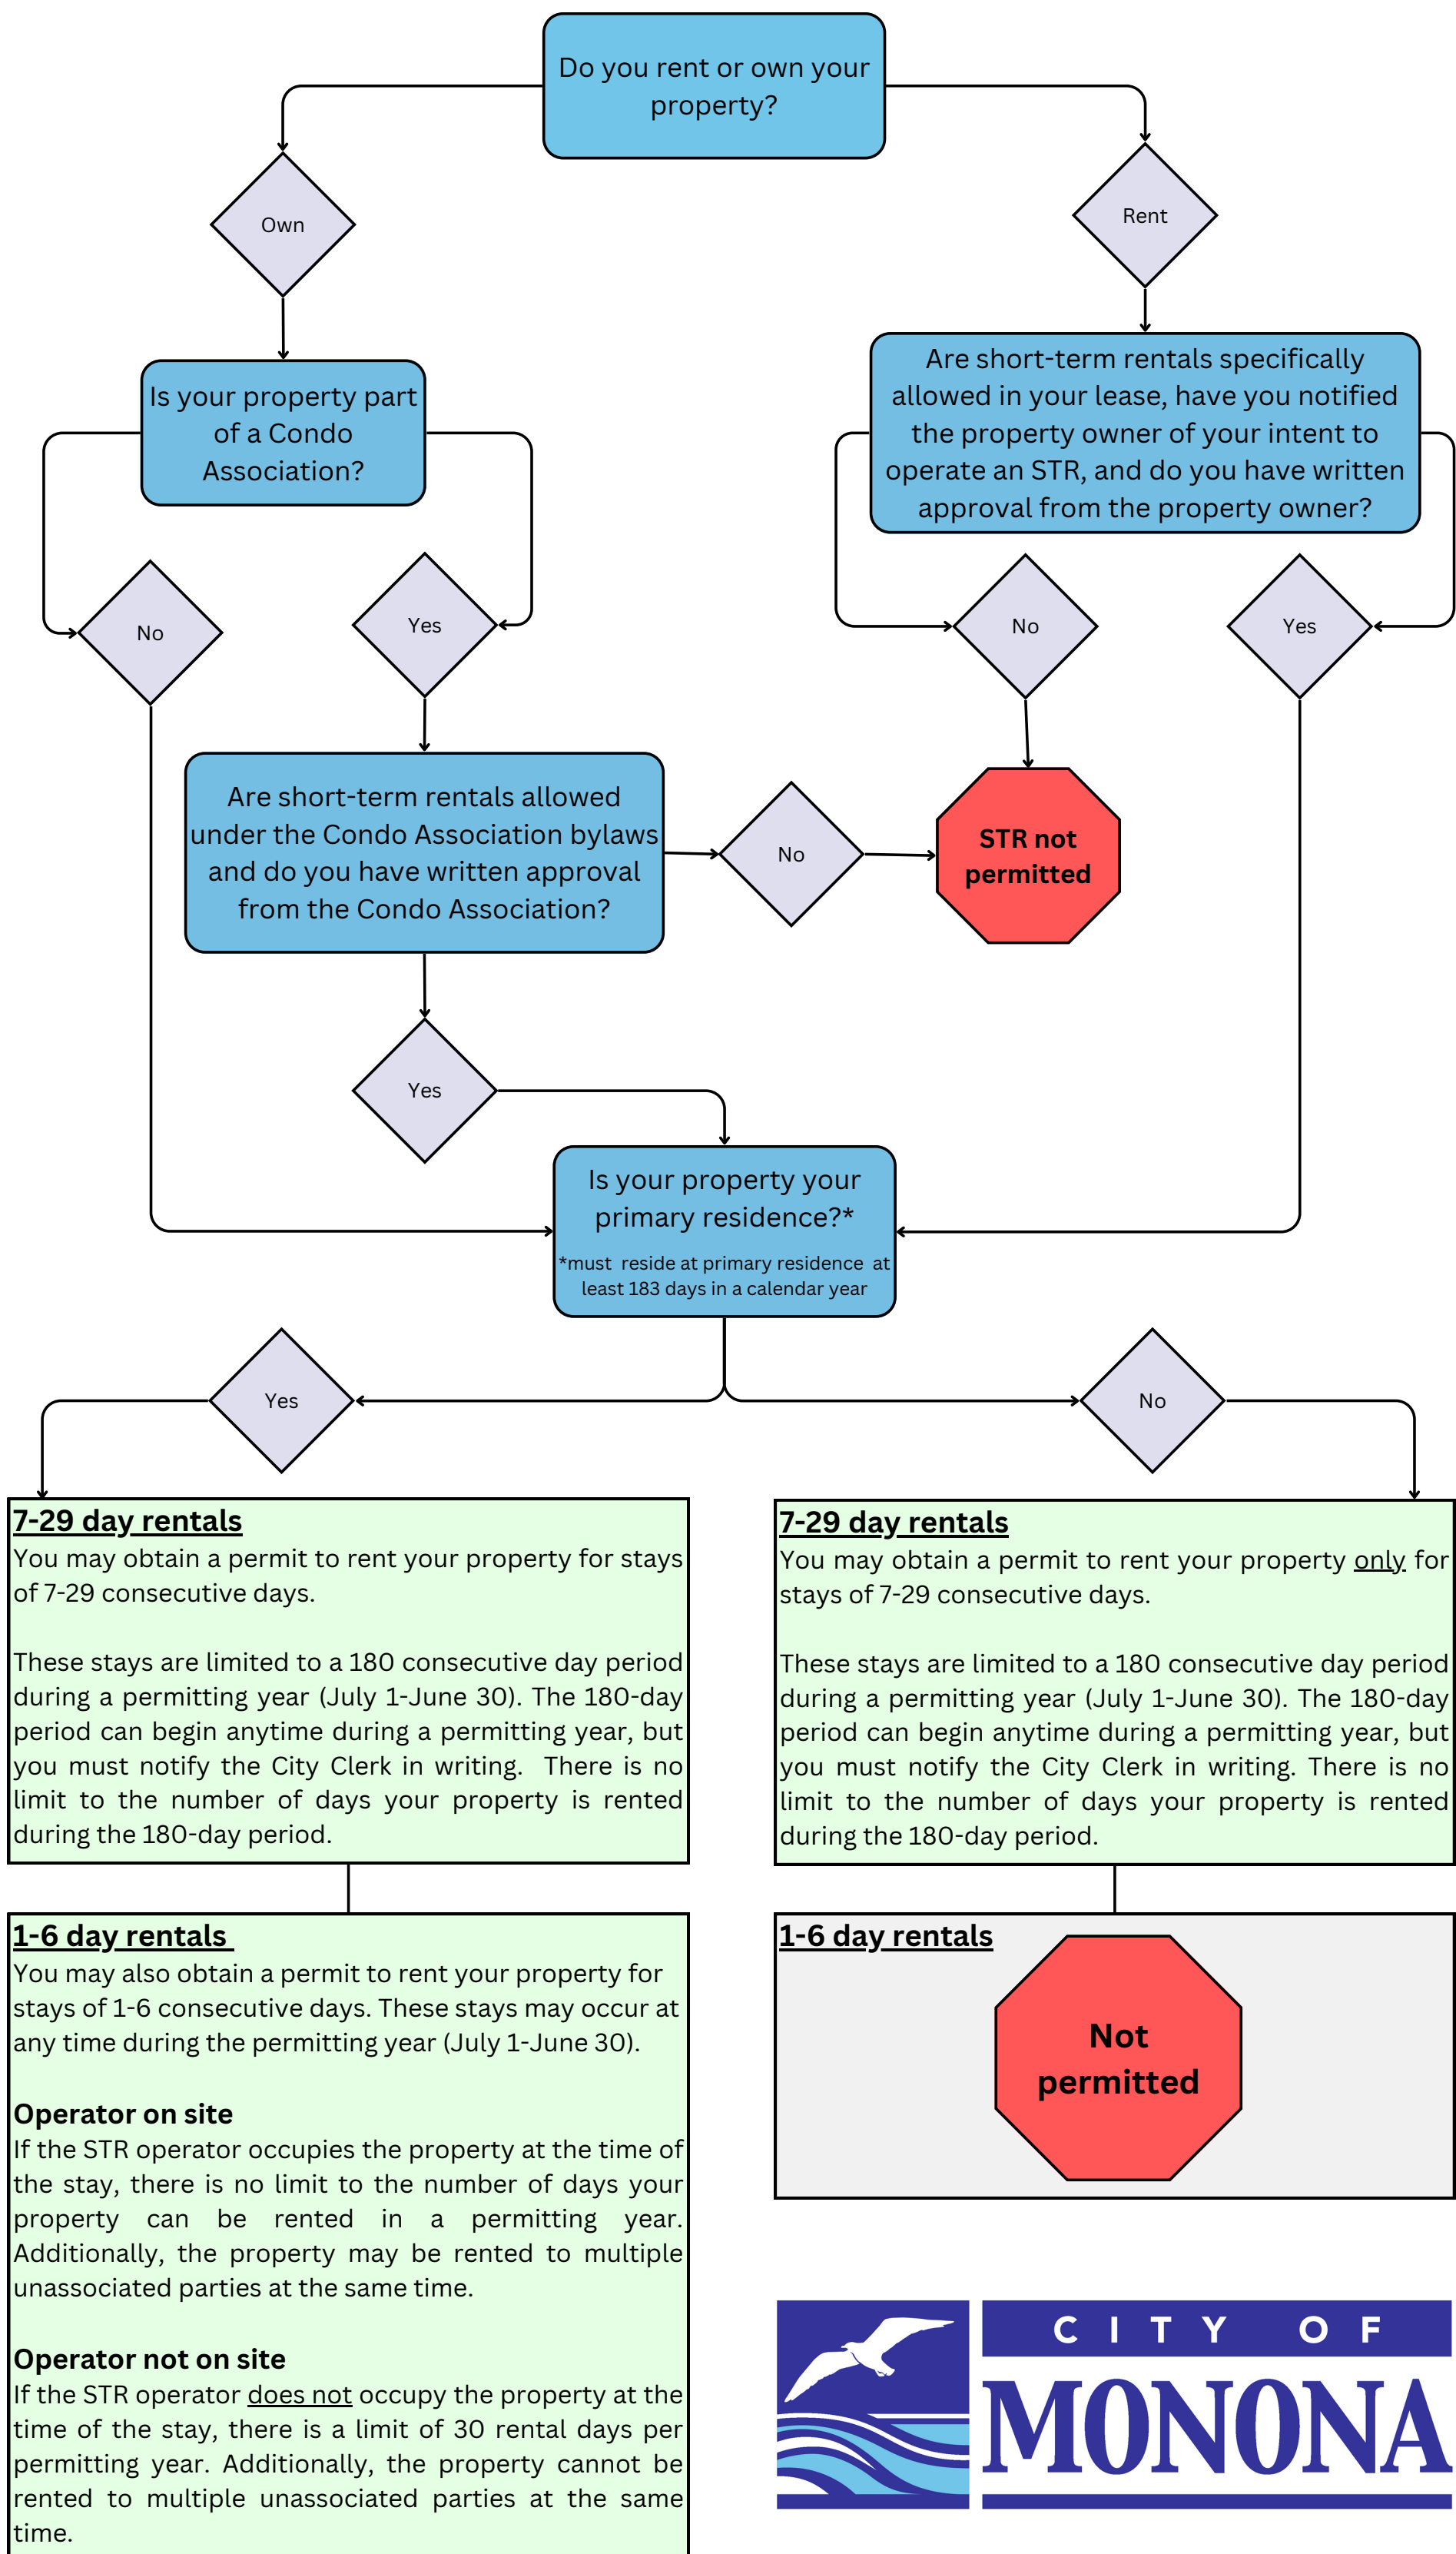 Do you rent or own your
property?
Own
Rent
Is your property part
of a Condo
Association?
Are short-term rentals specifically
allowed in your lease, have you notified
the property owner of your intent to
operate an STR, and do you have written
approval from the property owner?
No
Yes
No
Yes
Are short-term rentals allowed
under the Condo Association bylaws
and do you have written approval
from the Condo Association?
No
STR not
permitted
Yes
Is your property your
primary residence?*
*must reside at primary residence at
least 183 days in a calendar year
Yes
No
7-29 day rentals
You may obtain a permit to rent your property for stays
of 7-29 consecutive days.
These stays are limited to a 180 consecutive day period
during a permitting year (July 1-June 30). The 180-day
period can begin anytime during a permitting year, but
you must notify the City Clerk in writing. There is no
limit to the number of days your property is rented
during the 180-day period.
7-29 day rentals
You may obtain a permit to rent your property only for
stays of 7-29 consecutive days.
These stays are limited to a 180 consecutive day period
during a permitting year (July 1-June 30). The 180-day
period can begin anytime during a permitting year, but
you must notify the City Clerk in writing. There is no
limit to the number of days your property is rented
during the 180-day period.
1-6 day rentals
You may also obtain a permit to rent your property for
stays of 1-6 consecutive days. These stays may occur at
any time during the permitting year (July 1-June 30).
Operator on site
If the STR operator occupies the property at the time of
the stay, there is no limit to the number of days your
property can be rented in a permitting year.
Additionally, the property may be rented to multiple
unassociated parties at the same time.
Operator not on site
If the STR operator does not occupy the property at the
time of the stay, there is a limit of 30 rental days per
permitting year. Additionally, the property cannot be
rented to multiple unassociated parties at the same
time.
1-6 day rentals
Not
permitted
CITY OF
MONONA